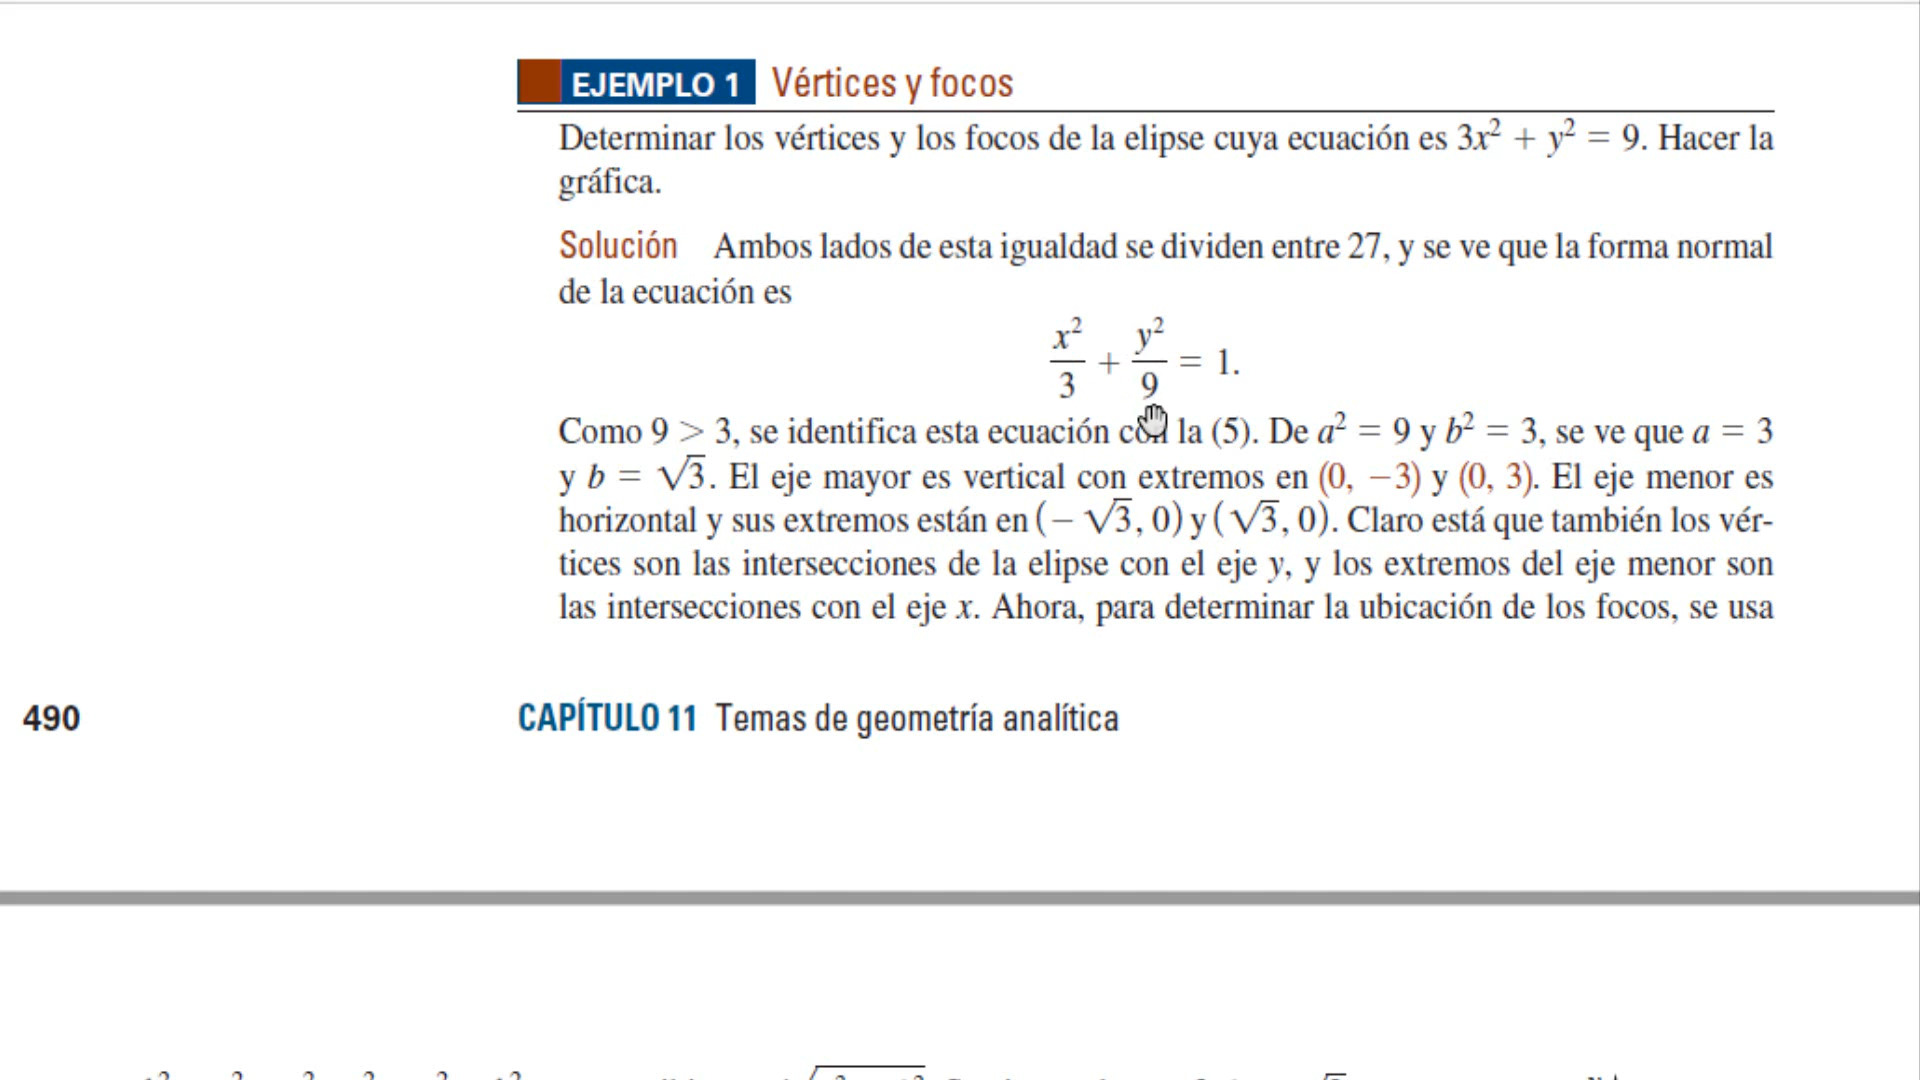 EJEMPLO 1 Vértices y focos
Determinar los vértices y los focos de la elipse cuya ecuación es 3x² + y² = 9. Hacer la
gráfica.
Solución Ambos lados de esta igualdad se dividen entre 27, y se ve que la forma normal
de la ecuación es
x²/3 + y²/9 = 1.
Como 9 > 3, se identifica esta ecuación con la (5). De a² = 9 y b² = 3, se ve que a = 3
y b = √3. El eje mayor es vertical con extremos en (0, −3) y (0, 3). El eje menor es
horizontal y sus extremos están en (− √3, 0) y (√3, 0). Claro está que también los vér-
tices son las intersecciones de la elipse con el eje y, y los extremos del eje menor son
las intersecciones con el eje x. Ahora, para determinar la ubicación de los focos, se usa
490 CAPÍTULO 11 Temas de geometría analítica